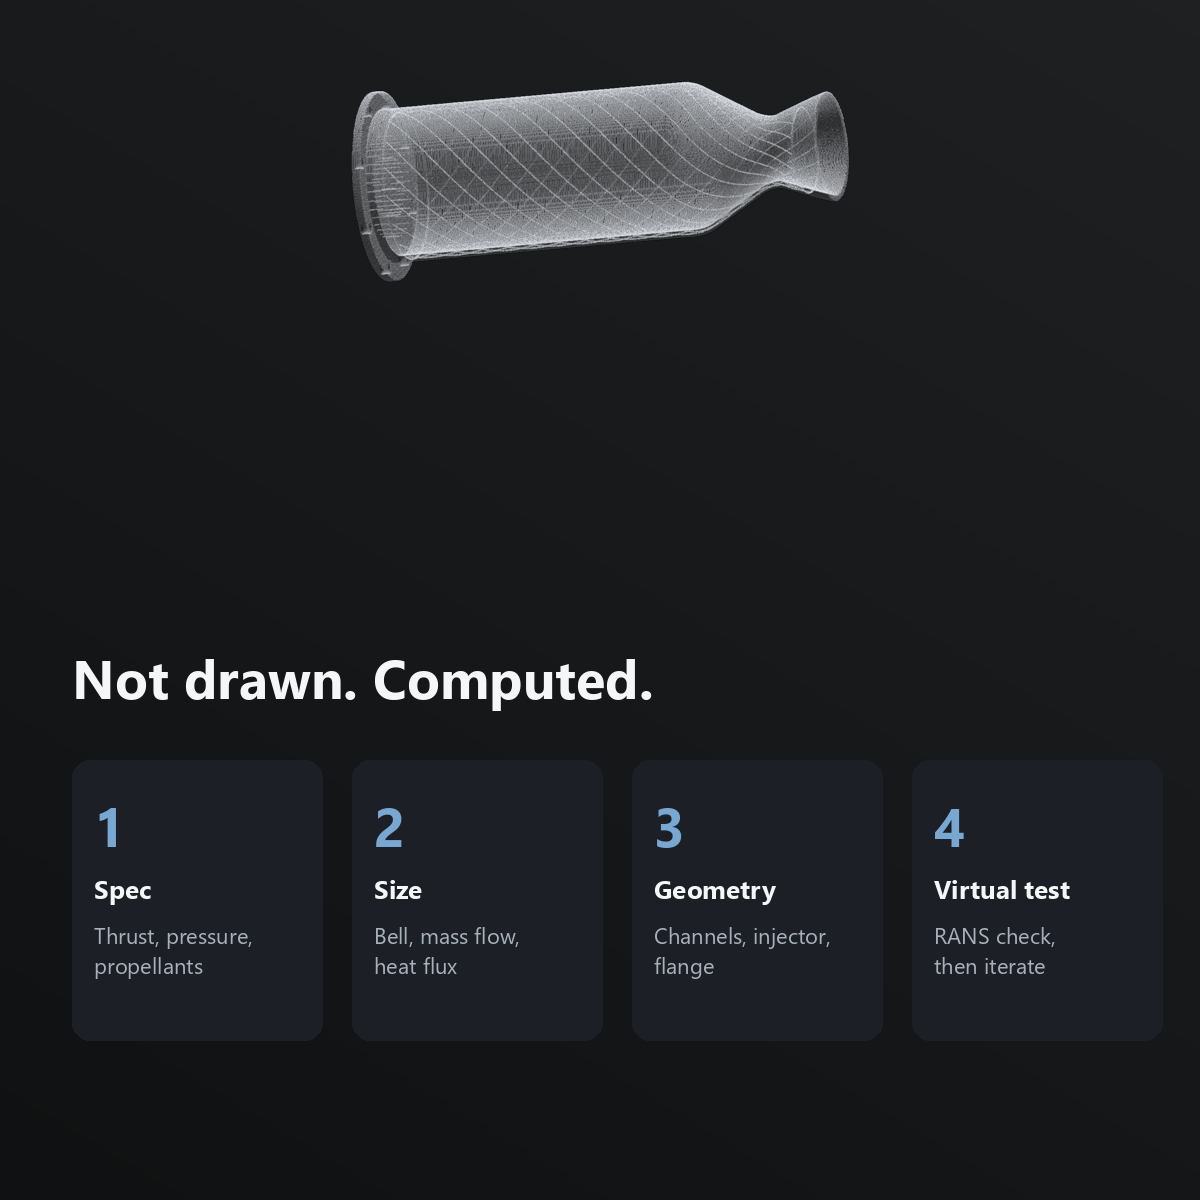 Not drawn. Computed.
1
Spec
Thrust, pressure,
propellants
2
Size
Bell, mass flow,
heat flux
3
Geometry
Channels, injector,
flange
4
Virtual test
RANS check,
then iterate